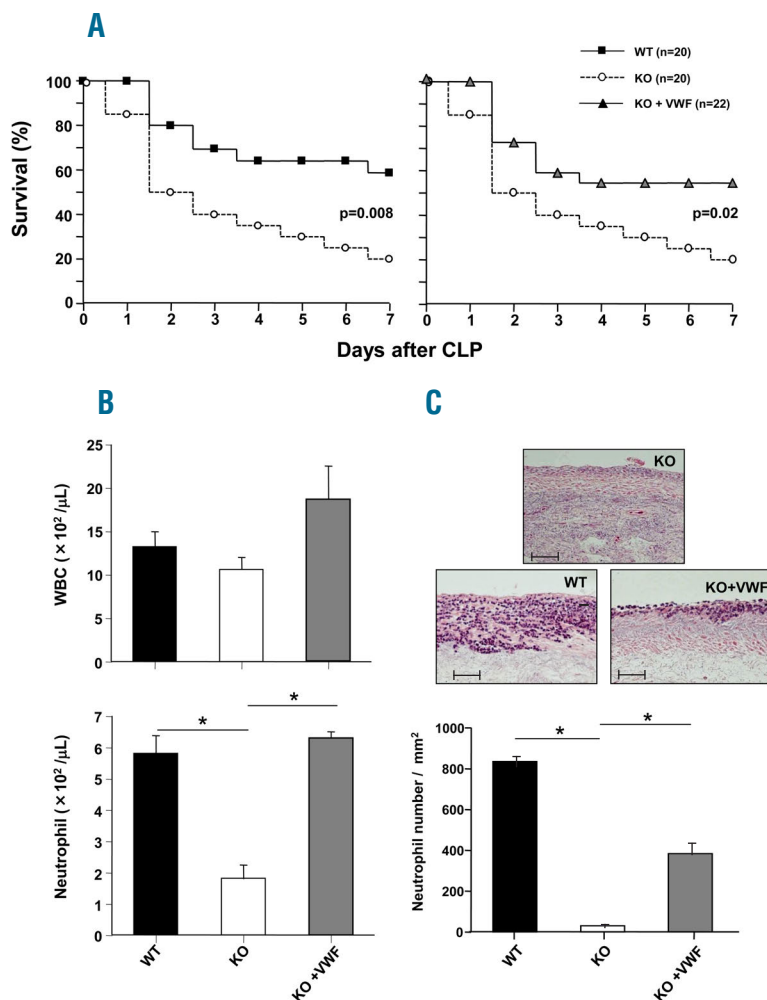 A
WT (n=20)
KO (n=20)
KO + VWF (n=22)
Survival (%)
100
80
60
40
20
0
p=0.008
p=0.02
0 1 2 3 4 5 6 7
0 1 2 3 4 5 6 7
Days after CLP
B
WBC (×10² /μL)
25
20
15
10
5
0
Neutrophil (×10² /μL)
7
6
5
4
3
2
1
0
* *
WT KO KO +VWF
C
KO
WT
KO+VWF
Neutrophil number / mm²
1000
800
600
400
200
0
* *
WT KO KO +VWF